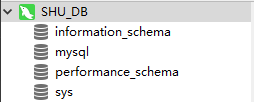 SHU_DB
information_schema
mysql
performance_schema
sys